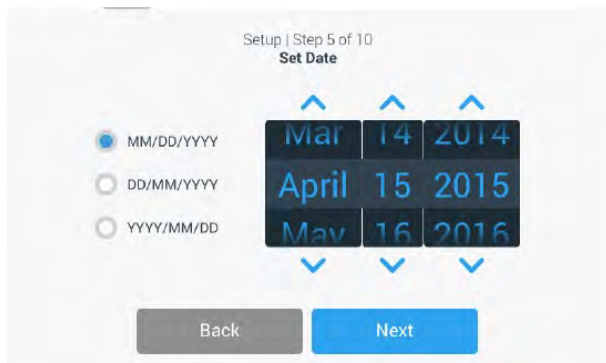 Setup | Step 5 of 10
Set Date
MM/DD/YYYY
DD/MM/YYYY
YYYY/MM/DD
Mar 14 2014
April 15 2015
May 16 2016
Back
Next